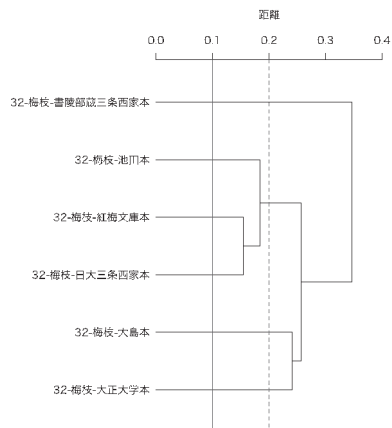 距離
0.0 0.1 0.2 0.3 0.4
32-梅枝-書陵部蔵三条西家本
32-梅枝-池田本
32-梅枝-紅梅文庫本
32-梅枝-日大三条西家本
32-梅枝-大島本
32-梅枝-大正大学本